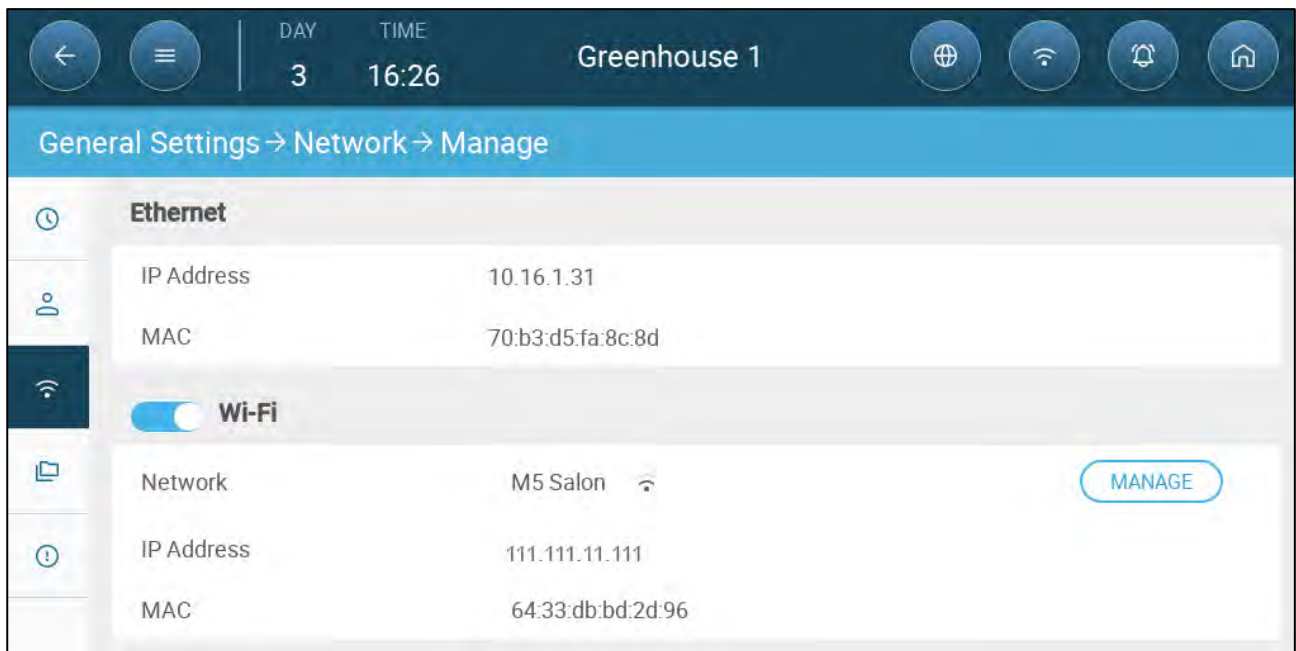 DAY TIME
3 16:26 Greenhouse 1
General Settings → Network → Manage
Ethernet
IP Address 10.16.1.31
MAC 70:b3:d5:fa:8c:8d
Wi-Fi
Network M5 Salon MANAGE
IP Address 111.111.11.111
MAC 64:33:db:bd:2d:96